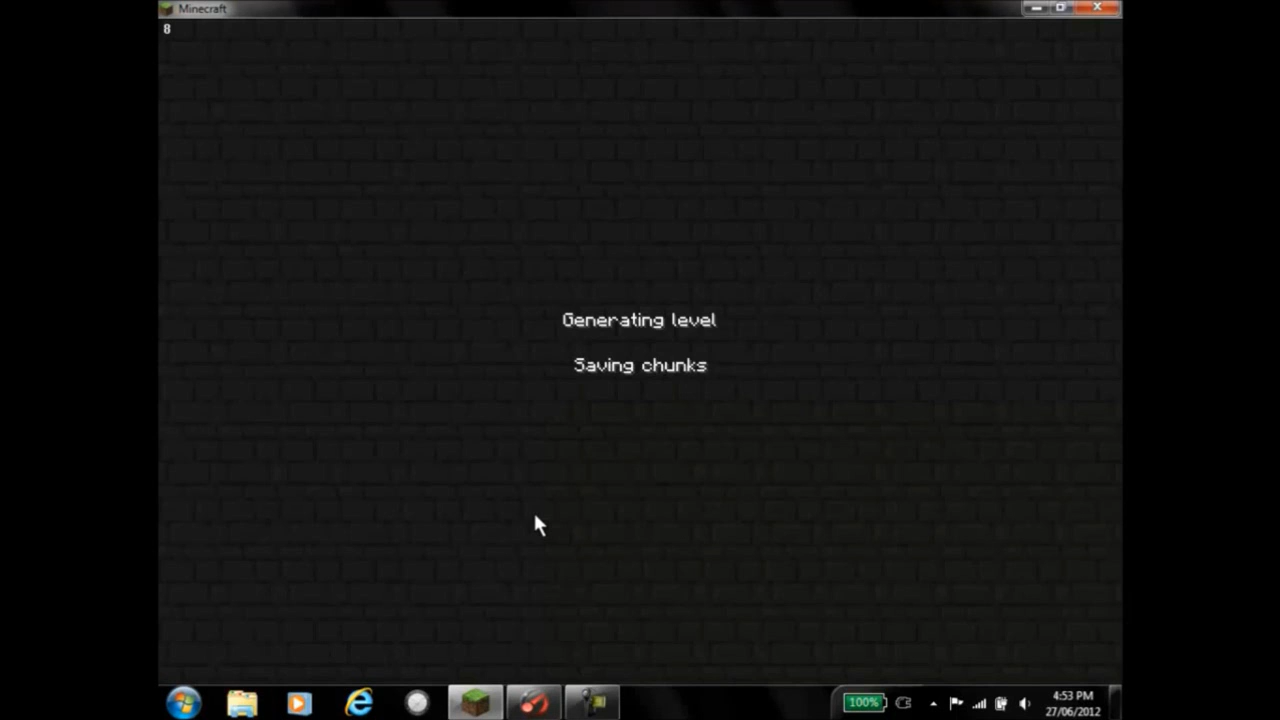 Minecraft
8
Generating level
Saving chunks
100%
4:53 PM
27/06/2012